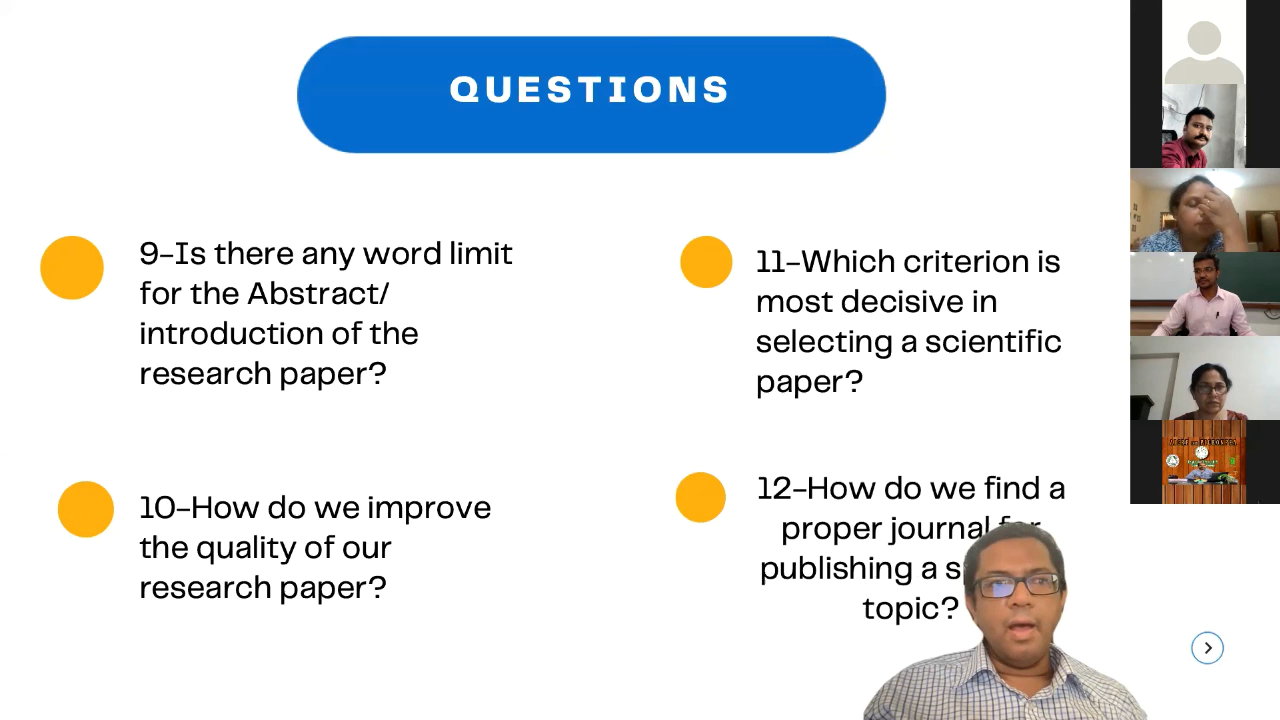 QUESTIONS
9-Is there any word limit
for the Abstract/
introduction of the
research paper?
10-How do we improve
the quality of our
research paper?
11-Which criterion is
most decisive in
selecting a scientific
paper?
12-How do we find a
proper journal for
publishing a
topic?